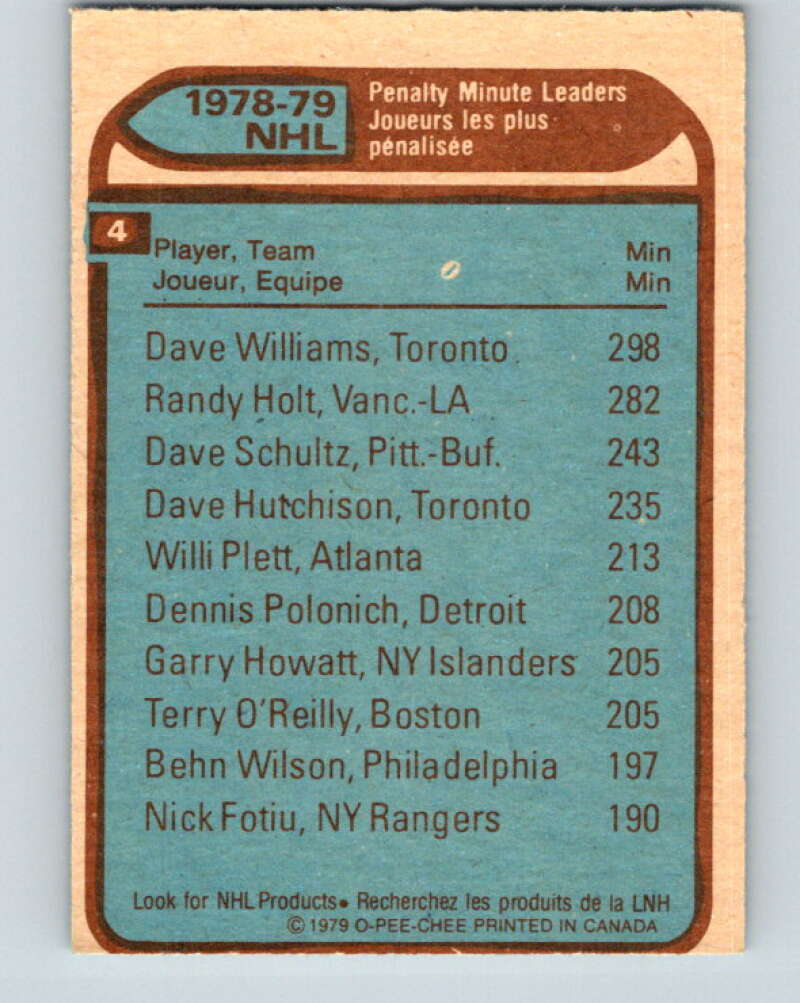 1978-79 NHL
Penalty Minute Leaders
Joueurs les plus
pénalisée
4
Player, Team Min
Joueur, Equipe Min
Dave Williams, Toronto 298
Randy Holt, Vanc.-LA 282
Dave Schultz, Pitt.-Buf. 243
Dave Hutchison, Toronto 235
Willi Plett, Atlanta 213
Dennis Polonich, Detroit 208
Garry Howatt, NY Islanders 205
Terry O'Reilly, Boston 205
Behn Wilson, Philadelphia 197
Nick Fotiu, NY Rangers 190
Look for NHL Products• Recherchez les produits de la LNH
© 1979 O-PEE-CHEE PRINTED IN CANADA